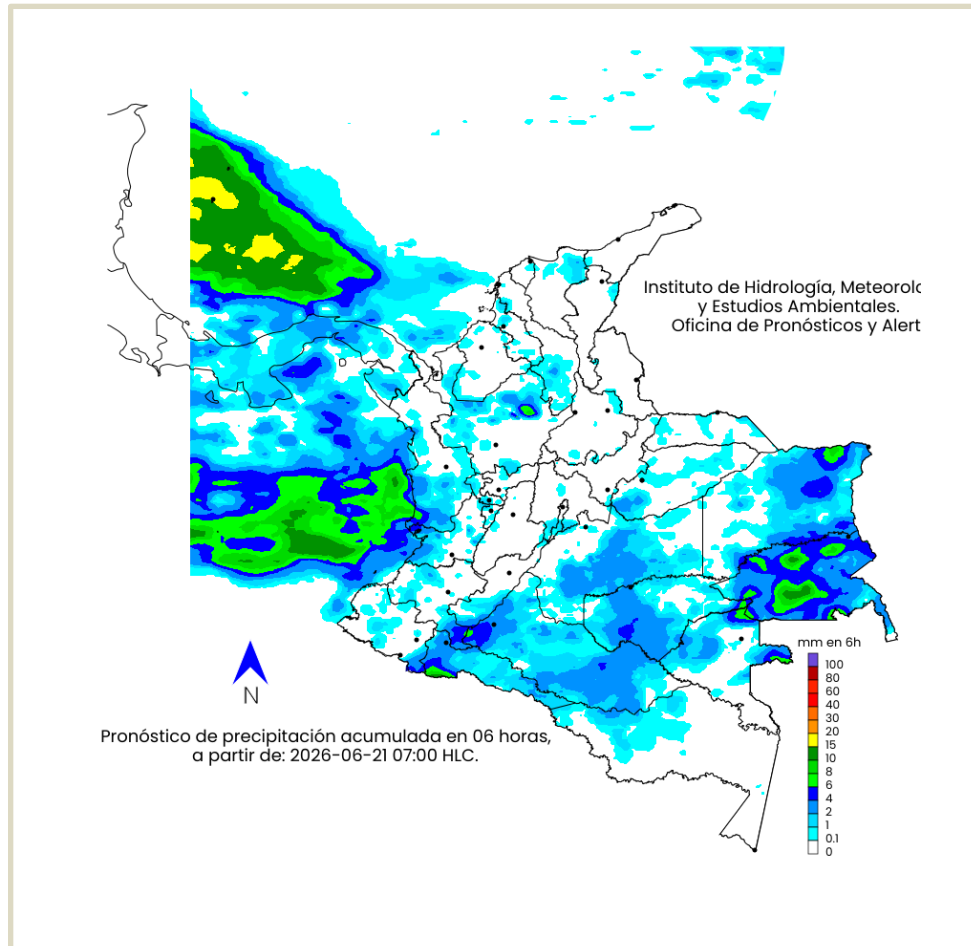 Instituto de Hidrología, Meteorolo
y Estudios Ambientales.
Oficina de Pronósticos y Alert
mm en 6h
100
80
60
40
30
20
15
10
8
6
4
2
1
0.1
0
N
Pronóstico de precipitación acumulada en 06 horas,
a partir de: 2026-06-21 07:00 HLC.